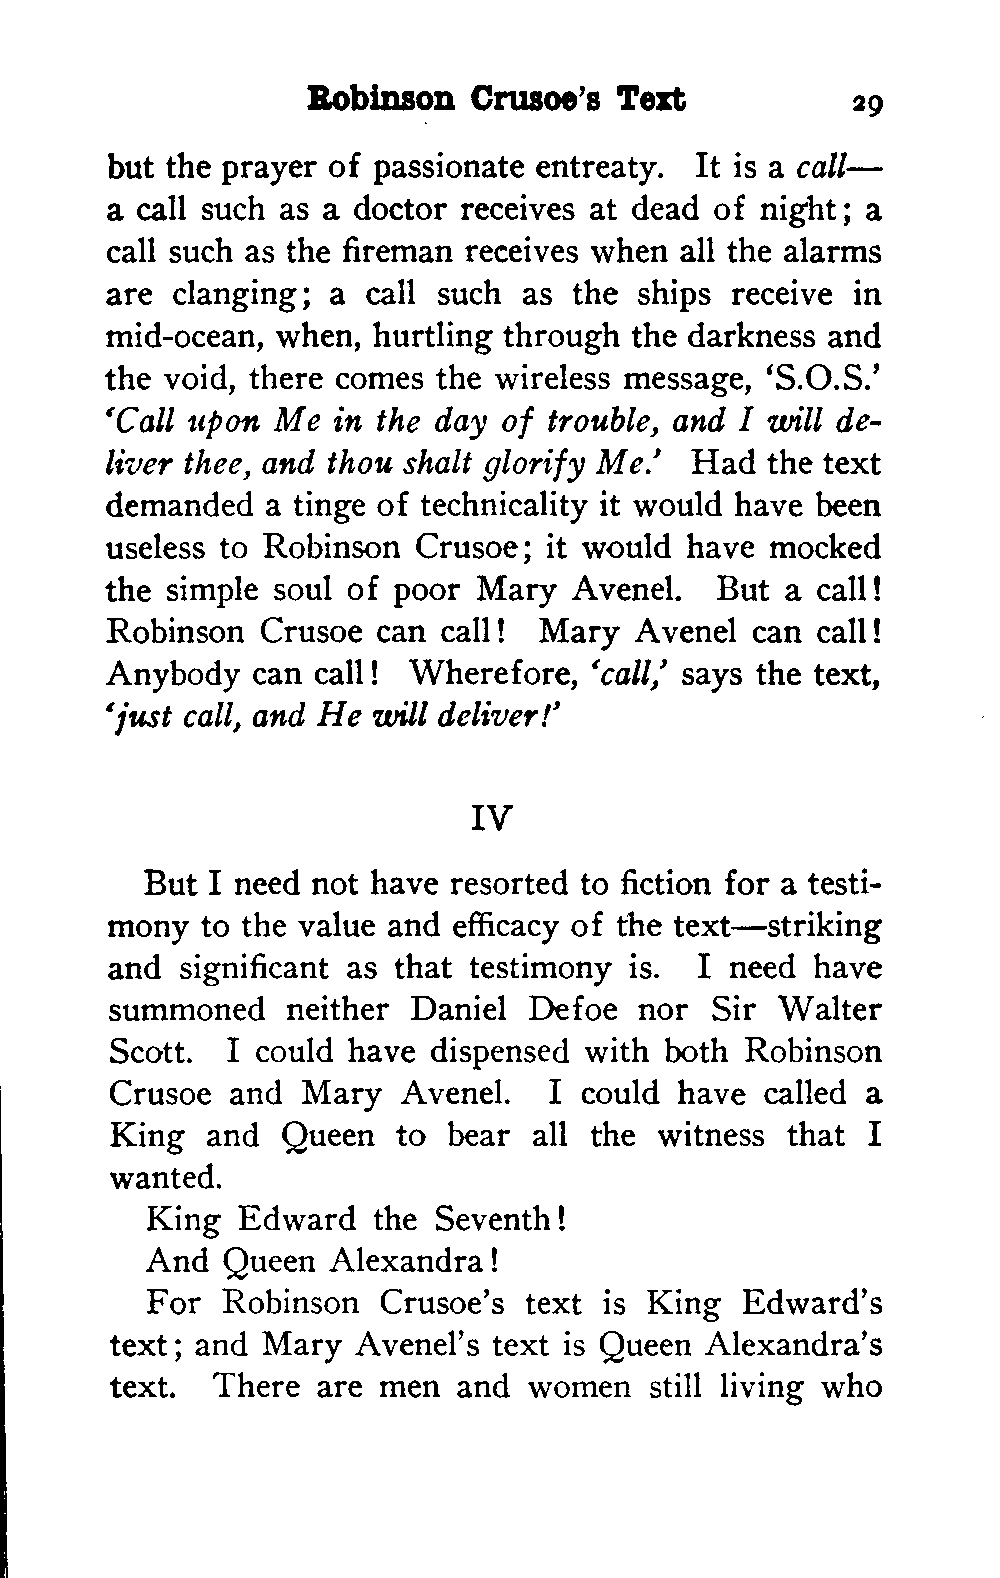 Robinson Crusoe's Text 29
but the prayer of passionate entreaty. It is a call—
a call such as a doctor receives at dead of night; a
call such as the fireman receives when all the alarms
are clanging; a call such as the ships receive in
mid-ocean, when, hurtling through the darkness and
the void, there comes the wireless message, ‘S.O.S.’
‘Call upon Me in the day of trouble, and I will de-
liver thee, and thou shalt glorify Me.’ Had the text
demanded a tinge of technicality it would have been
useless to Robinson Crusoe; it would have mocked
the simple soul of poor Mary Avenel. But a call!
Robinson Crusoe can call! Mary Avenel can call!
Anybody can call! Wherefore, ‘call,’ says the text,
‘just call, and He will deliver!’
IV
But I need not have resorted to fiction for a testi-
mony to the value and efficacy of the text—striking
and significant as that testimony is. I need have
summoned neither Daniel Defoe nor Sir Walter
Scott. I could have dispensed with both Robinson
Crusoe and Mary Avenel. I could have called a
King and Queen to bear all the witness that I
wanted.
King Edward the Seventh!
And Queen Alexandra!
For Robinson Crusoe's text is King Edward's
text; and Mary Avenel's text is Queen Alexandra's
text. There are men and women still living who